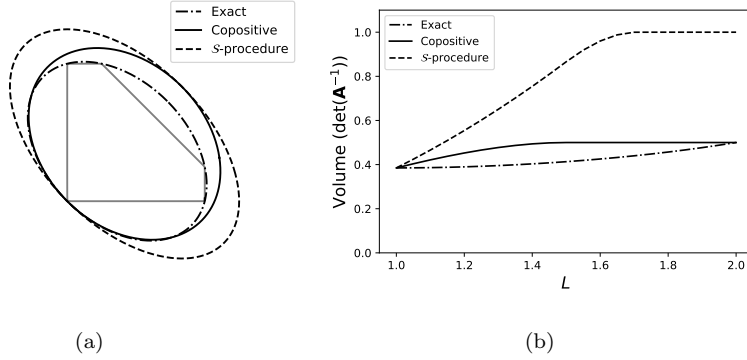 Exact
Copositive
S-procedure
(a)
Exact
Copositive
S-procedure
Volume (det(A⁻¹))
1.0
0.8
0.6
0.4
0.2
0.0
1.0 1.2 1.4 1.6 1.8 2.0
L
(b)